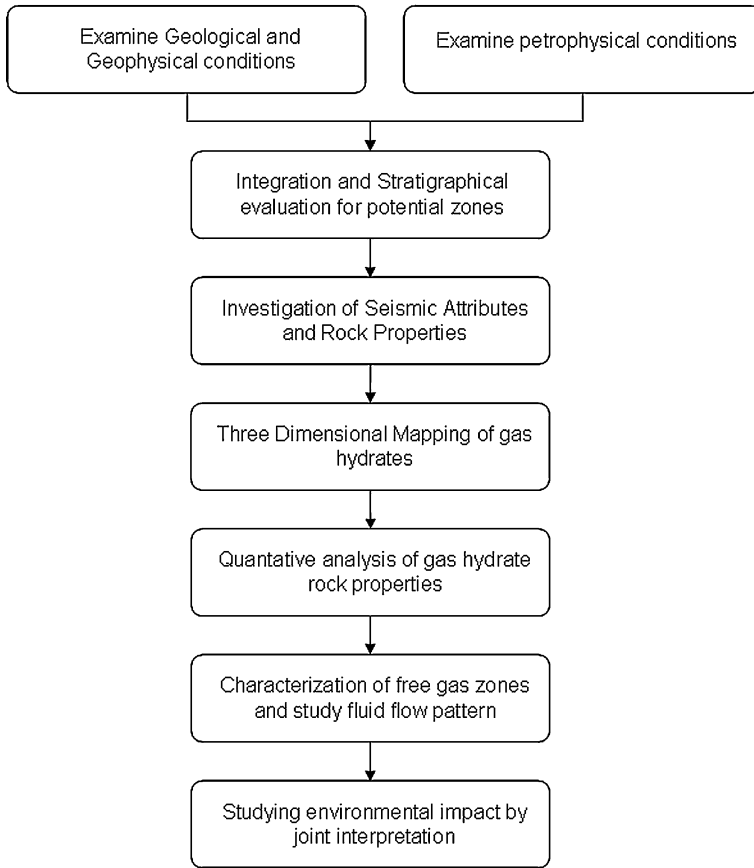 Examine Geological and
Geophysical conditions
Examine petrophysical conditions
Integration and Stratigraphical
evaluation for potential zones
Investigation of Seismic Attributes
and Rock Properties
Three Dimensional Mapping of gas
hydrates
Quantative analysis of gas hydrate
rock properties
Characterization of free gas zones
and study fluid flow pattern
Studying environmental impact by
joint interpretation